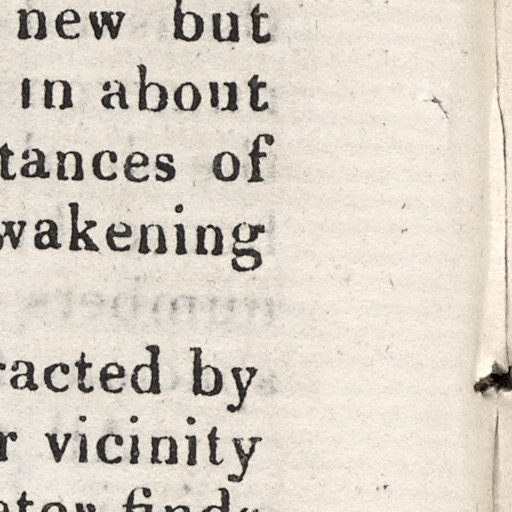 new but
in about
tances of
wakening
racted by
r vicinity